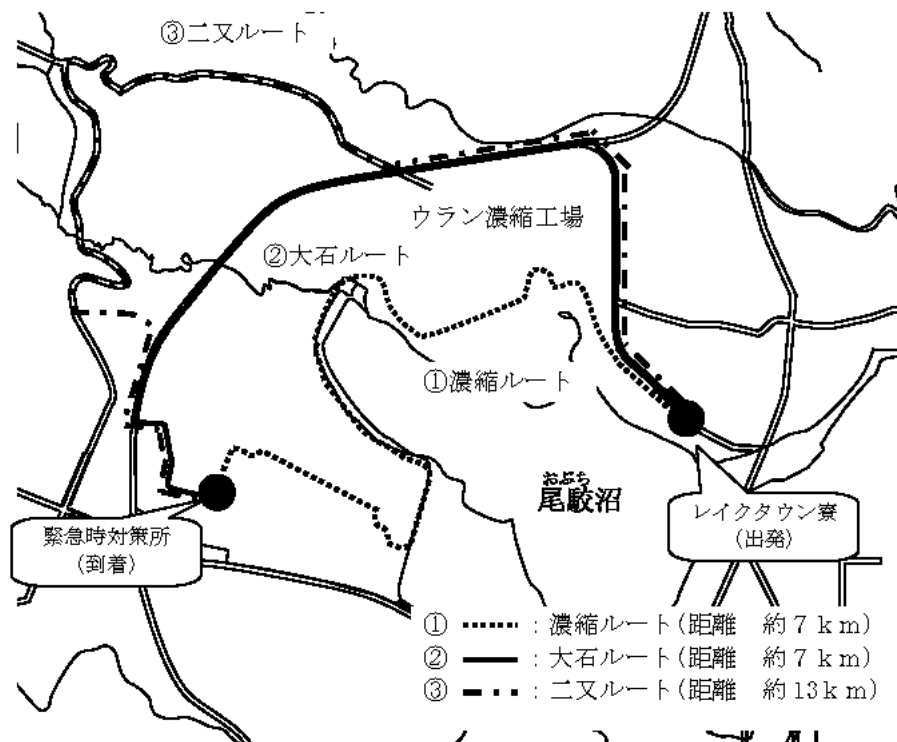 ③二又ルート
ウラン濃縮工場
②大石ルート
①濃縮ルート
おぶち
尾駮沼
レイクタウン寮
(出発)
緊急時対策所
(到着)
① : 濃縮ルート(距離 約7km)
② : 大石ルート(距離 約7km)
③ : 二又ルート(距離 約13km)